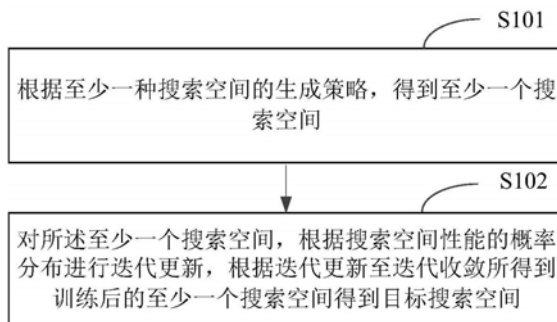 S101
根据至少一种搜索空间的生成策略，得到至少一个搜
索空间
S102
对所述至少一个搜索空间，根据搜索空间性能的概率
分布进行迭代更新，根据迭代更新至迭代收敛所得到
训练后的至少一个搜索空间得到目标搜索空间